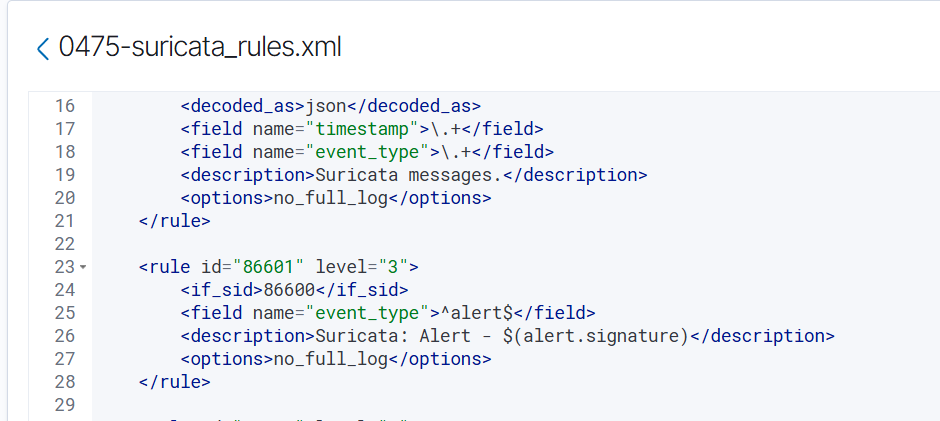 0475-suricata_rules.xml
16 <decoded_as>json</decoded_as>
17 <field name="timestamp">\.+</field>
18 <field name="event_type">\.+</field>
19 <description>Suricata messages.</description>
20 <options>no_full_log</options>
21 </rule>
22
23 <rule id="86601" level="3">
24 <if_sid>86600</if_sid>
25 <field name="event_type">^alert$</field>
26 <description>Suricata: Alert - $(alert.signature)</description>
27 <options>no_full_log</options>
28 </rule>
29